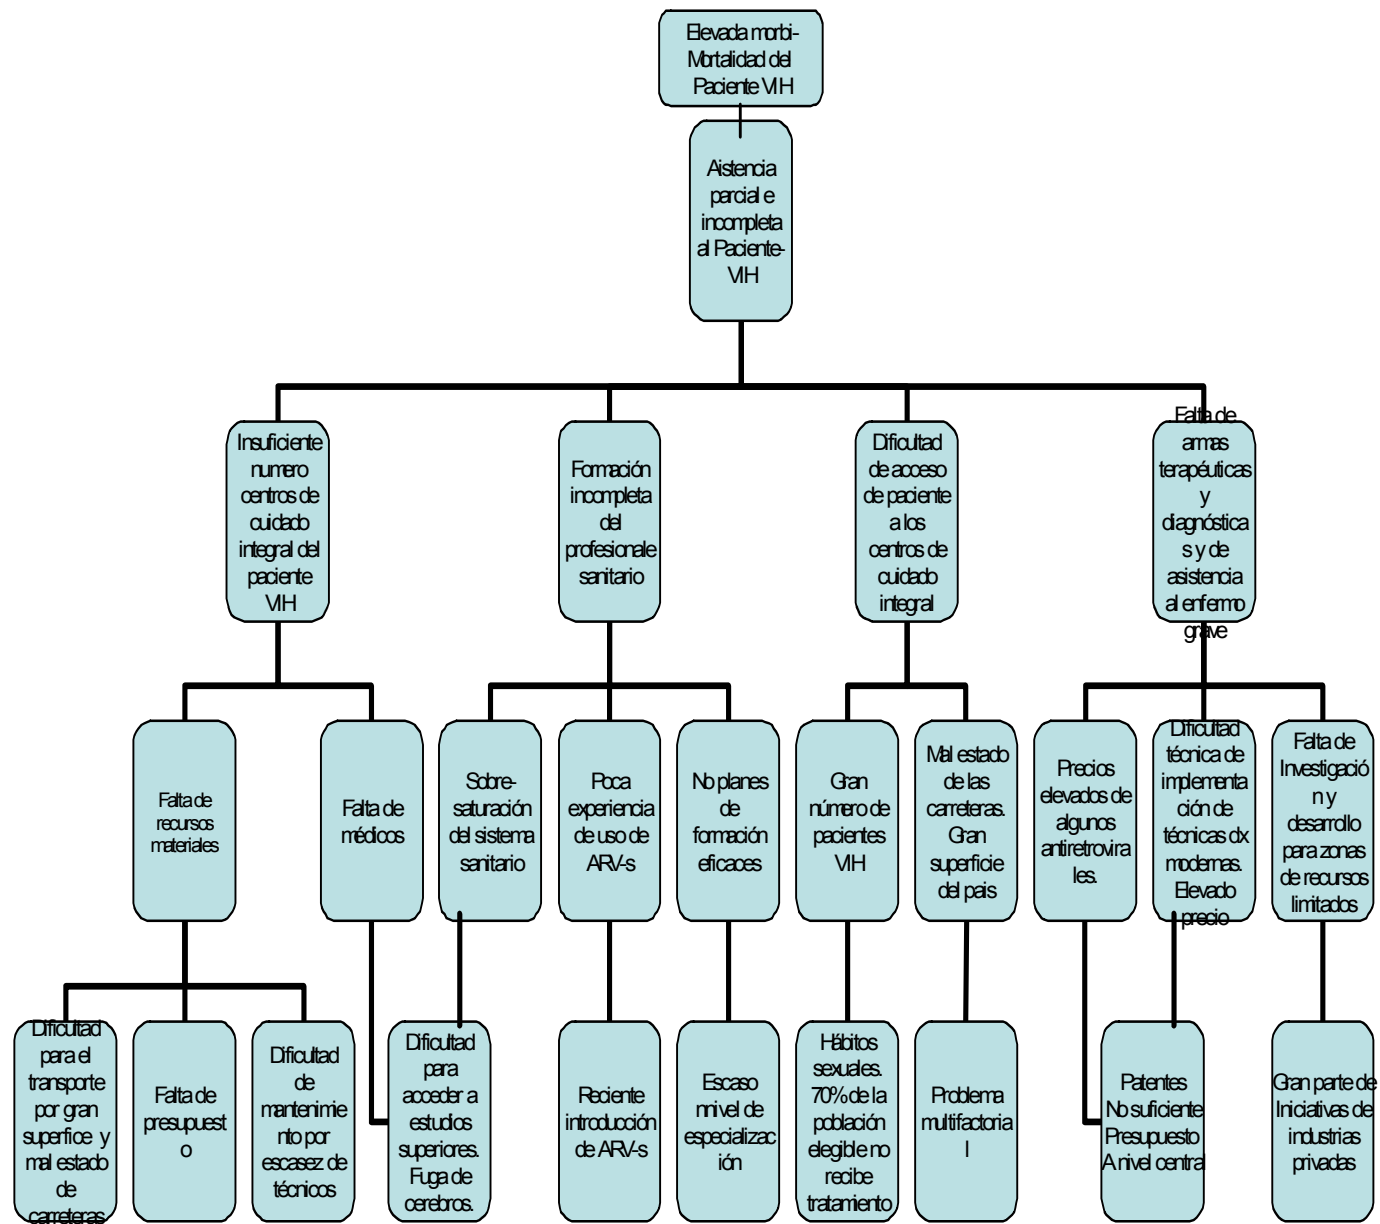 Elevada morbi-
Mortalidad del
Paciente VIH
Aistencia
parcial e
incompleta
al Paciente-
VIH
Insuficiente
numero
centros de
cuidado
integral del
paciente
VIH
Formación
incompleta
del
profesionale
sanitario
Dificultad
de acceso
de paciente
a los
centros de
cuidado
integral
Falta de
armas
terapéuticas
y
diagnóstica
s y de
asistencia
al enfermo
grave
Falta de
recursos
materiales
Falta de
médicos
Sobre-
saturación
del sistema
sanitario
Poca
experiencia
de uso de
ARV-s
No planes
de
formación
eficaces
Gran
número de
pacientes
VIH
Mal estado
de las
carreteras.
Gran
superficie
del pais
Precios
elevados de
algunos
antiretrovira
les.
Dificultad
técnica de
implementa
ción de
técnicas dx
modernas.
Elevado
precio
Falta de
Investigació
n y
desarrollo
para zonas
de recursos
limitados
Dificultad
para el
transporte
por gran
superfice y
mal estado
de
carreteras
Falta de
presupuest
o
Dificultad
de
mantenimie
nto por
escasez de
técnicos
Dificultad
para
acceder a
estudios
superiores.
Fuga de
cerebros.
Reciente
introducción
de ARV-s
Escaso
mnivel de
especializac
ión
Hábitos
sexuales.
70% de la
población
elegible no
recibe
tratamiento
Problema
multifactoria
l
Patentes
No suficiente
Presupuesto
A nivel central
Gran parte de
Iniciativas de
industrias
privadas